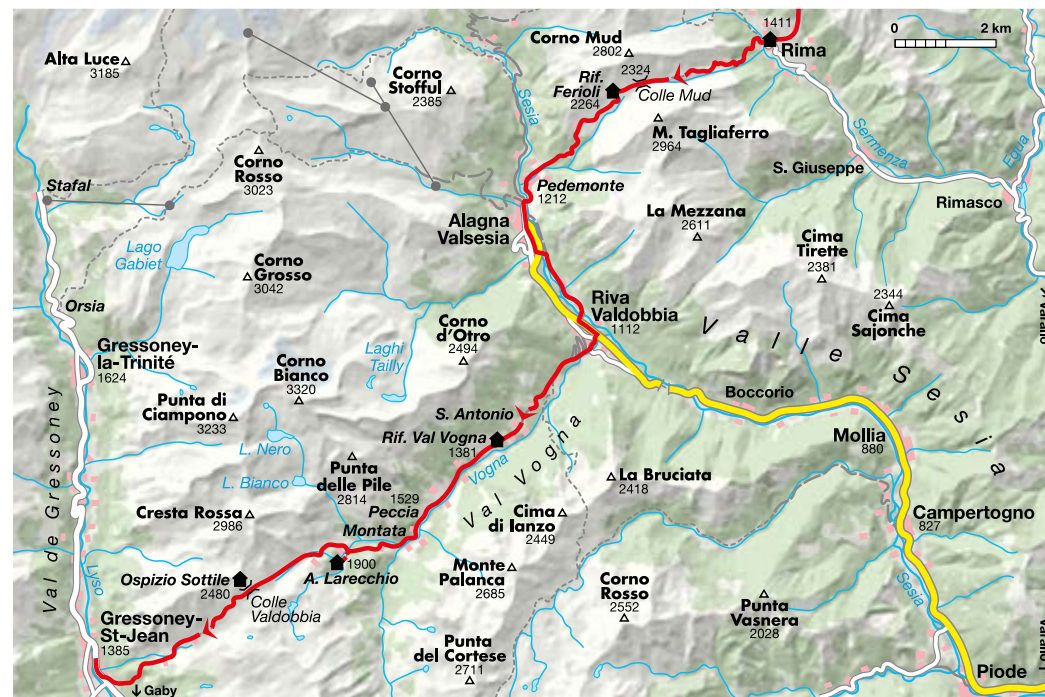 1411
0
2 km
Corno Mud
2802
Rima
Alta Luce
3185
Corno
Stofful
2385
2324
Rif.
Ferioli
2264
Colle Mud
Sesia
M. Tagliaferro
2964
Sermenza
Egua
Corno
Rosso
3023
S. Giuseppe
Stafal
Pedemonte
1212
Rimasco
La Mezzana
2611
Alagna
Valsesia
Lago
Gabiet
Cima
Tirette
2381
Corno
Grosso
3042
Orsia
Riva
Valdobbia
1112
2344
Cima
Sajonche
Varallo
Corno
d'Otro
2494
Valle Sesia
Gressoney-
la-Trinité
1624
Laghi
Tailly
Corno
Bianco
3320
Boccorio
Punta di
Ciampono
3233
S. Antonio
Rif. Val Vogna
1381
Mollia
880
L. Nero
Vogna
Val Vogna
L. Bianco
Punta
delle Pile
2814
La Bruciata
2418
1529
Peccia
Montata
Cresta Rossa
2986
Cima
di Ianzo
2449
Campertogno
827
Val de Gressoney
Lyso
Ospizio Sottile
2480
1900
A. Larecchio
Monte
Palanca
2685
Corno
Rosso
2552
Colle
Valdobbia
Sesia
Punta
Vasnera
2028
Gressoney-
St-Jean
1385
Punta
del Cortese
2711
Piode
Gaby